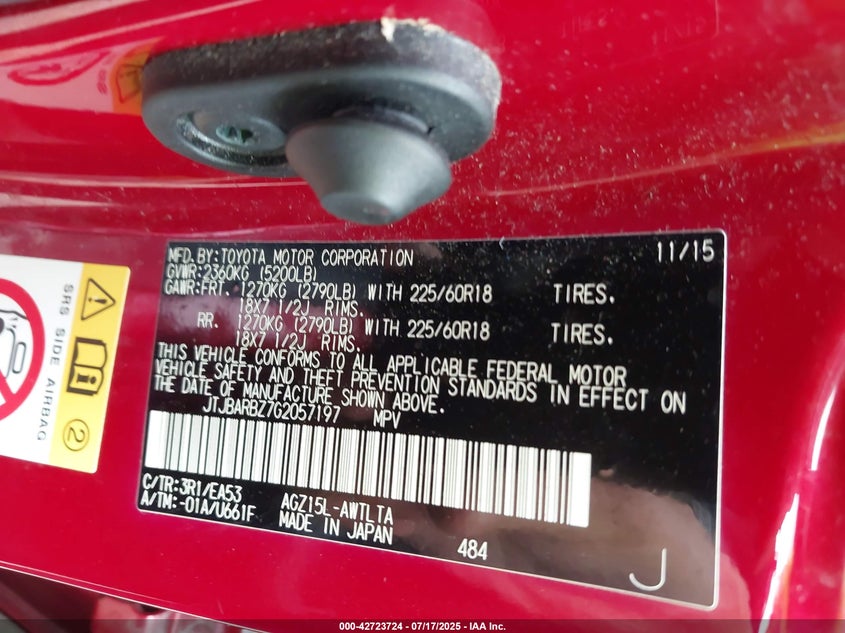 MFD. BY: TOYOTA MOTOR CORPORATION 11/15
GVWR: 2360KG (5200LB)
GAWR: FRT. 1270KG (2790LB) WITH 225/60R18 TIRES.
18X7 1/2J RIMS.
RR. 1270KG (2790LB) WITH 225/60R18 TIRES.
18X7 1/2J RIMS.
THIS VEHICLE CONFORMS TO ALL APPLICABLE FEDERAL MOTOR
VEHICLE SAFETY AND THEFT PREVENTION STANDARDS IN EFFECT ON
THE DATE OF MANUFACTURE SHOWN ABOVE.
JTJBARBZ7G2057197 MPV
C/TR: 3R1/EA53 AGZ15L-AWTLTA
A/TM: -01A/U661F MADE IN JAPAN 484
J
SRS SIDE AIRBAG
2
000-42723724 07/17/2025 - IAA Inc.